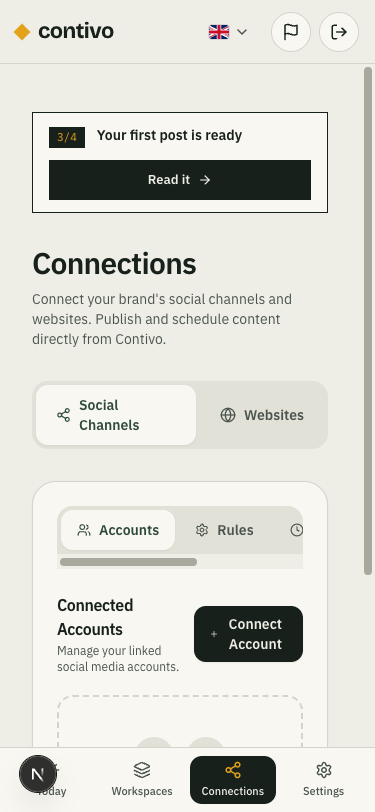 contivo
3/4 Your first post is ready
Read it →
Connections
Connect your brand's social channels and
websites. Publish and schedule content
directly from Contivo.
Social
Channels
Websites
Accounts
Rules
Connected
Accounts
Manage your linked
social media accounts.
+ Connect
Account
N
Workspaces
Connections
Settings